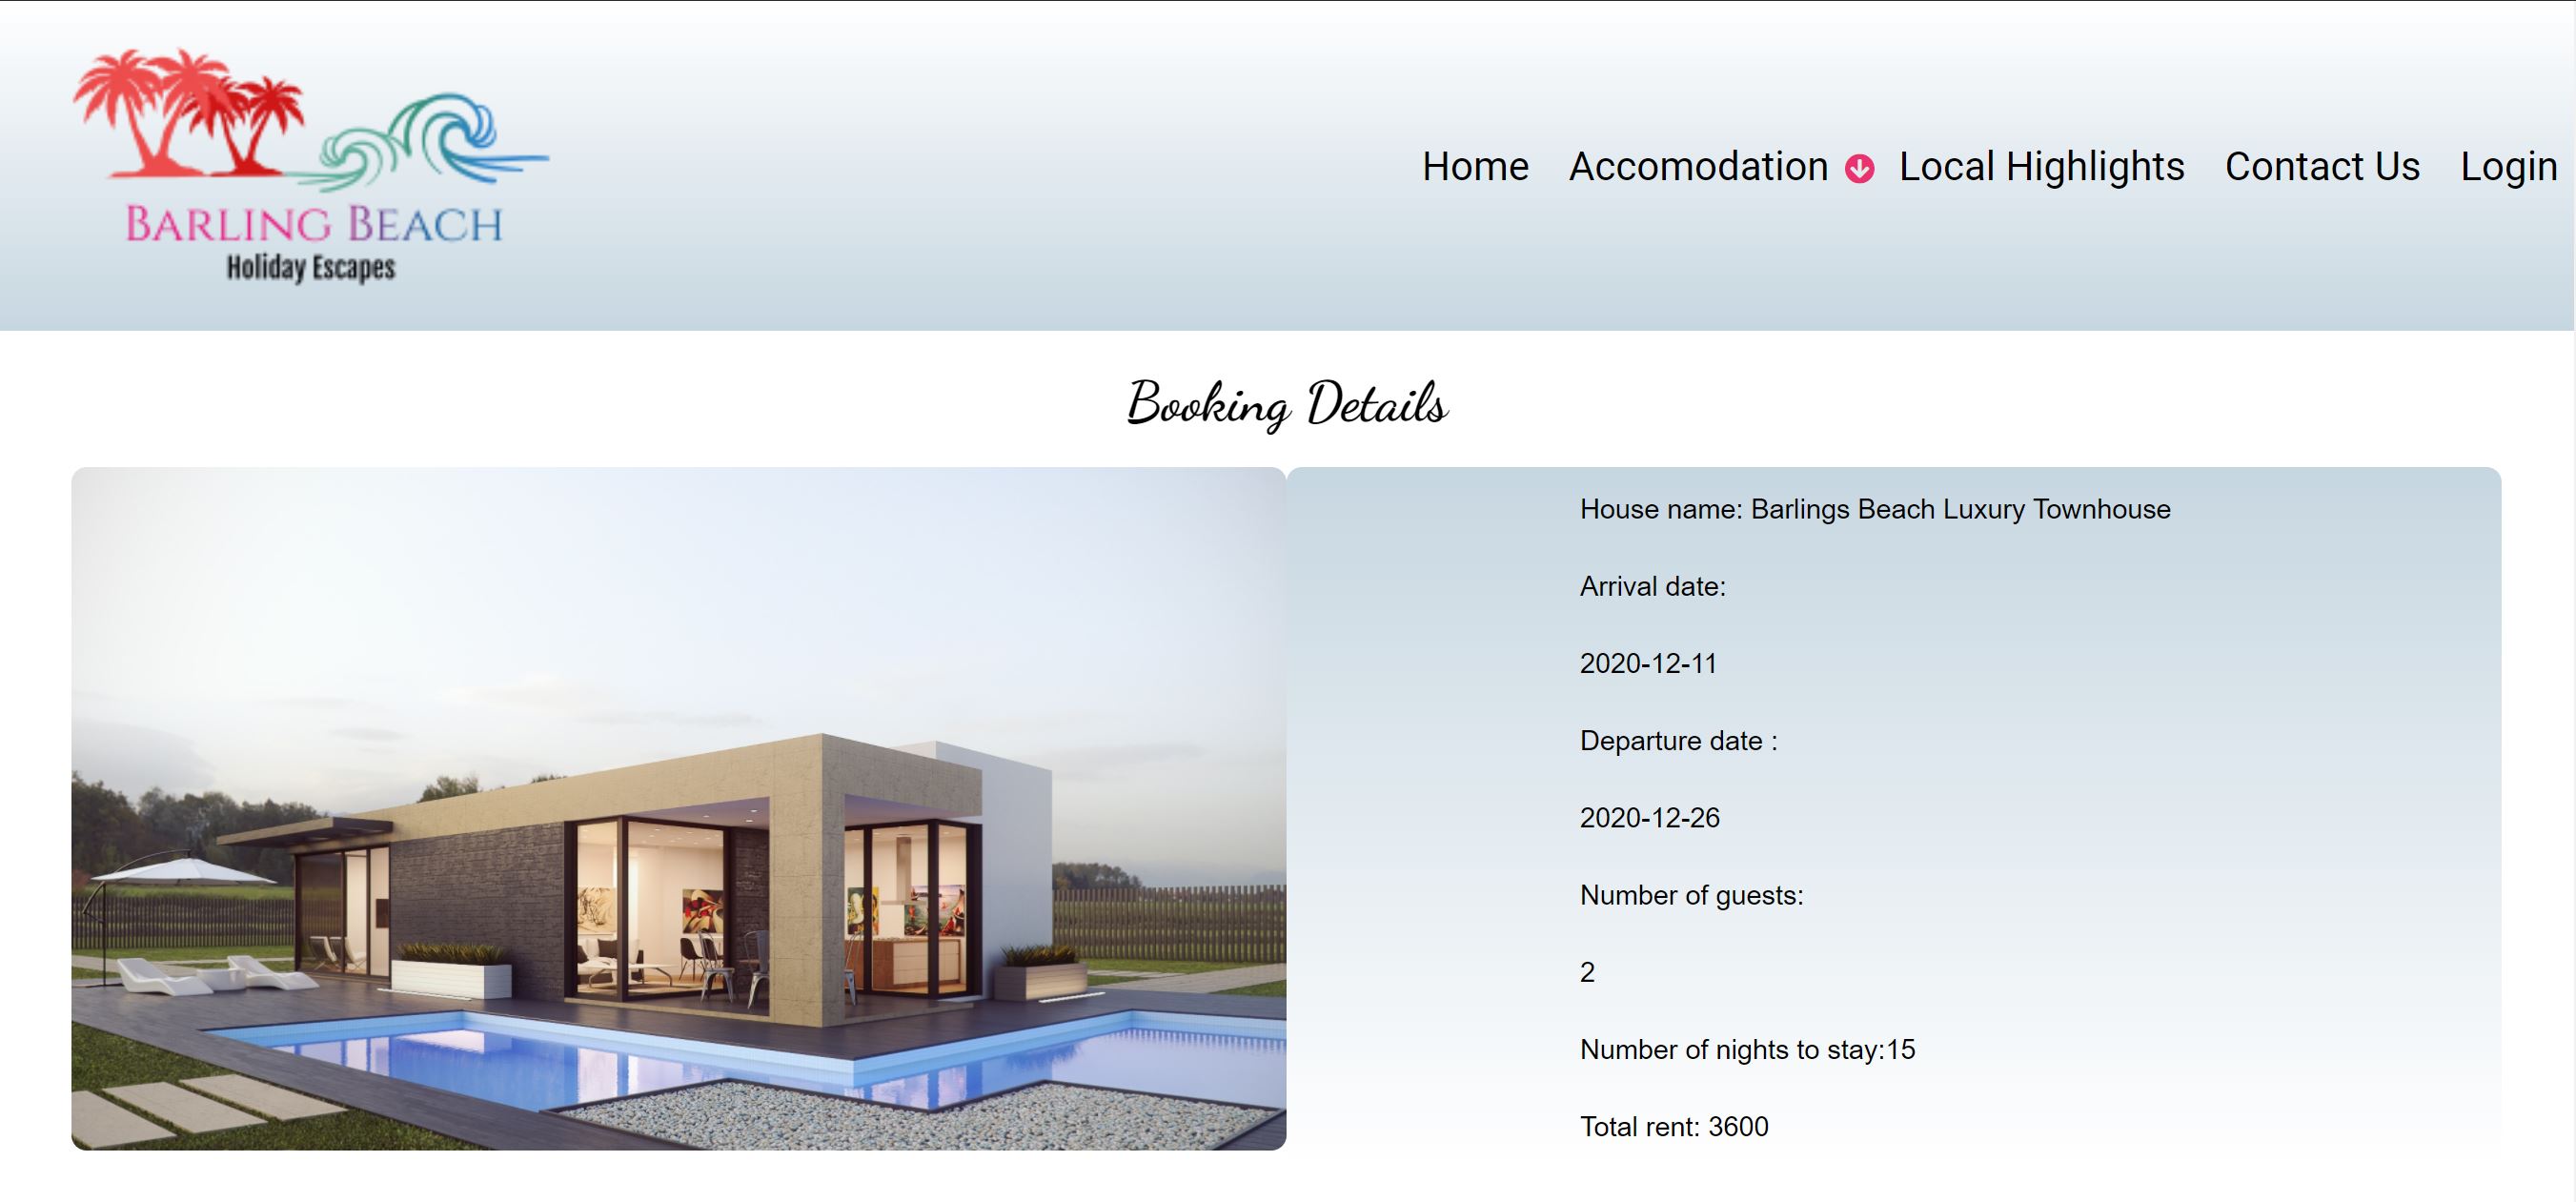 BARLING BEACH
Holiday Escapes
Home Accomodation Local Highlights Contact Us Login
Booking Details
House name: Barlings Beach Luxury Townhouse
Arrival date:
2020-12-11
Departure date :
2020-12-26
Number of guests:
2
Number of nights to stay:15
Total rent: 3600